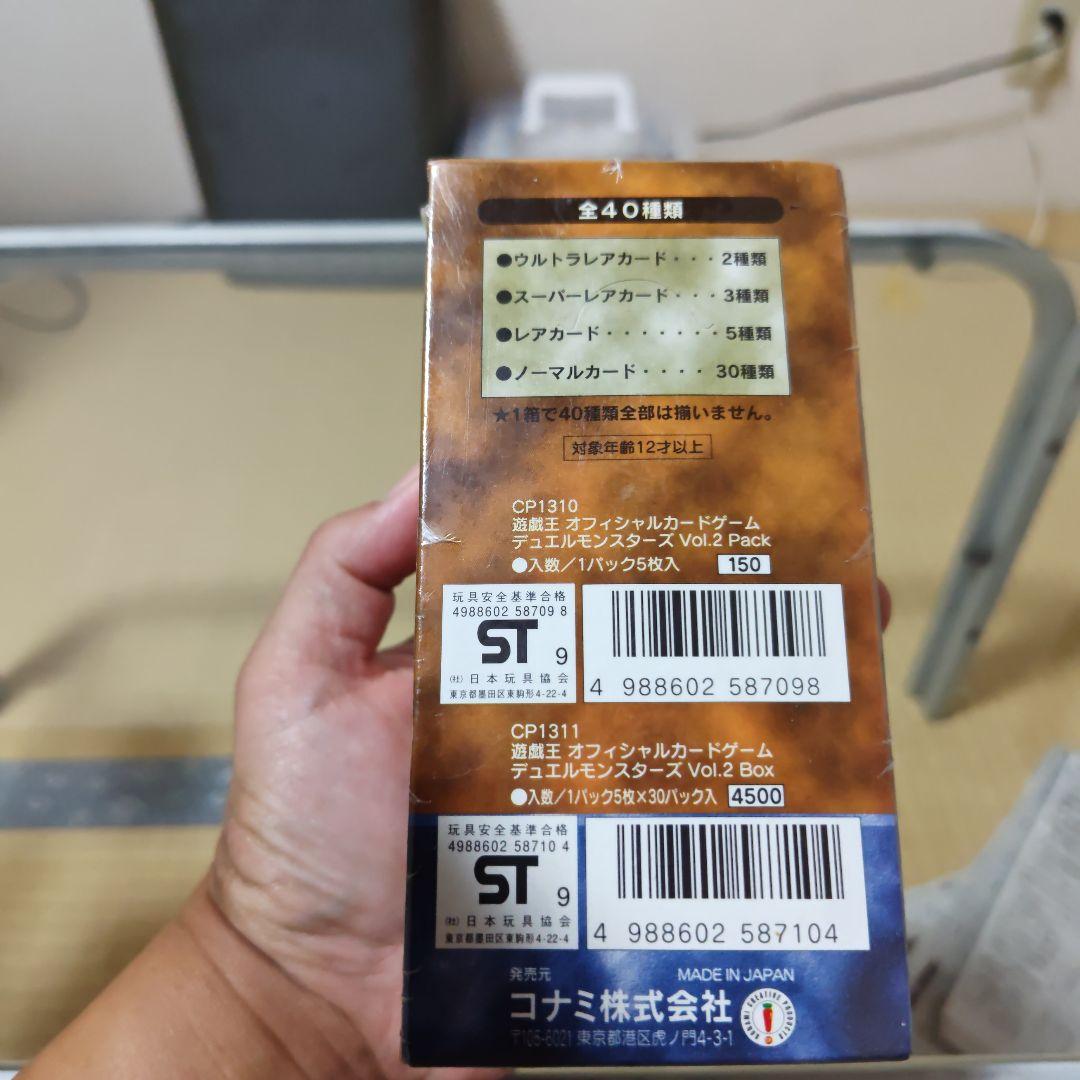 全40種類
●ウルトラレアカード・・・2種類
●スーパーレアカード・・・3種類
●レアカード・・・・・・・5種類
●ノーマルカード・・・・30種類
★1箱で40種類全部は揃いません。
対象年齢12才以上
CP1310
遊戯王 オフィシャルカードゲーム
デュエルモンスターズ Vol.2 Pack
●入数/1パック5枚入 150
玩具安全基準合格
4988602 58709 8
ST 9
(社)日本玩具協会
東京都墨田区東駒形4-22-4
4 988602 587098
CP1311
遊戯王 オフィシャルカードゲーム
デュエルモンスターズ Vol.2 Box
●入数/1パック5枚×30パック入 4500
玩具安全基準合格
4988602 58710 4
ST 9
(社)日本玩具協会
東京都墨田区東駒形4-22-4
4 988602 587104
発売元 MADE IN JAPAN
コナミ株式会社
KONAMI CREATIVE PRODUCTS
〒105-6021 東京都港区虎ノ門4-3-1